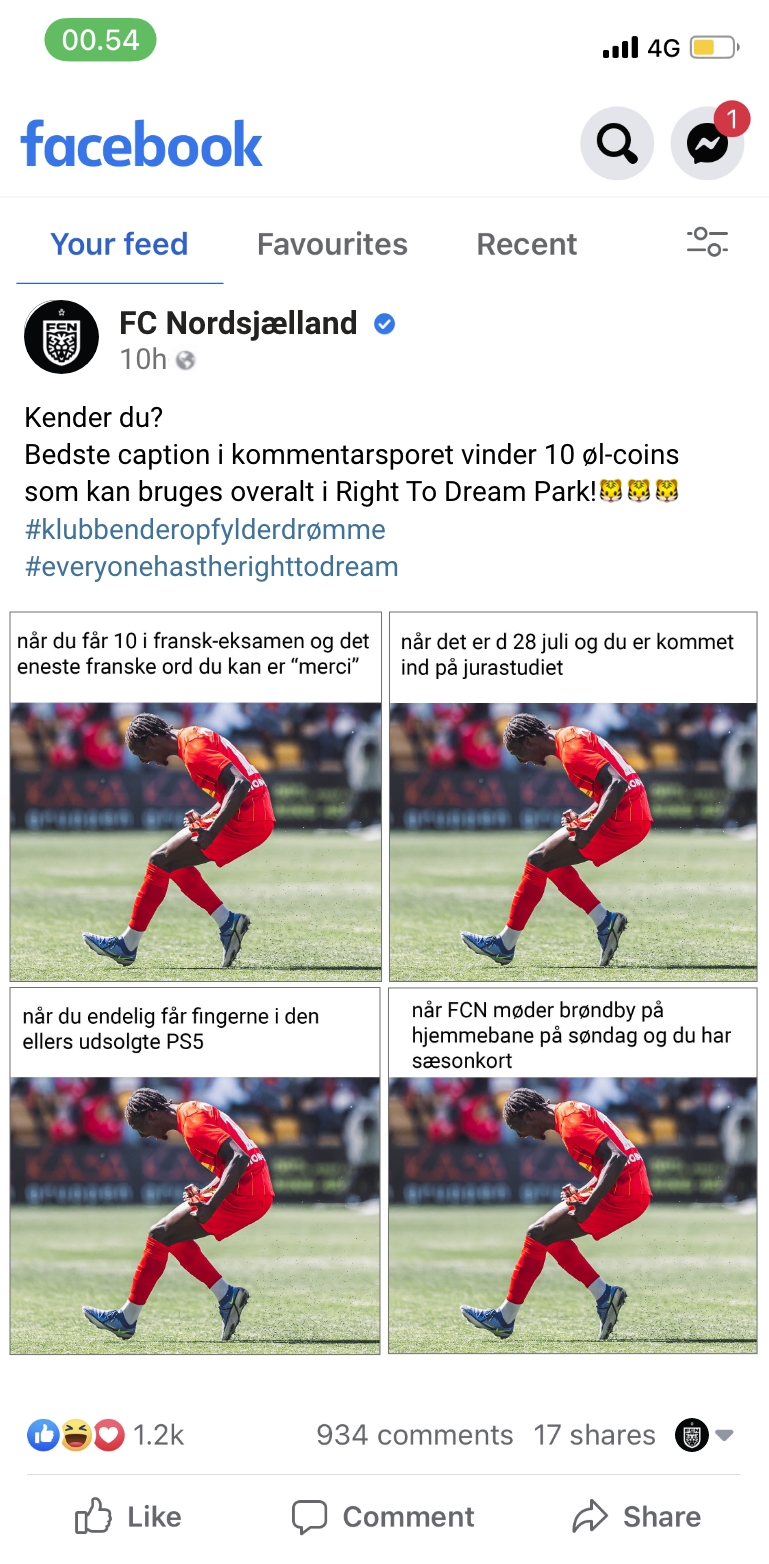 00.54
4G
facebook
1
Your feed Favourites Recent
FC Nordsjælland
10h
Kender du?
Bedste caption i kommentarsporet vinder 10 øl-coins
som kan bruges overalt i Right To Dream Park!🐯🐯🐯
#klubbenderopfylderdrømme
#everyonehastherighttodream
når du får 10 i fransk-eksamen og det
eneste franske ord du kan er “merci”
når det er d 28 juli og du er kommet
ind på jurastudiet
når du endelig får fingerne i den
ellers udsolgte PS5
når FCN møder brøndby på
hjemmebane på søndag og du har
sæsonkort
1.2k 934 comments 17 shares
Like Comment Share